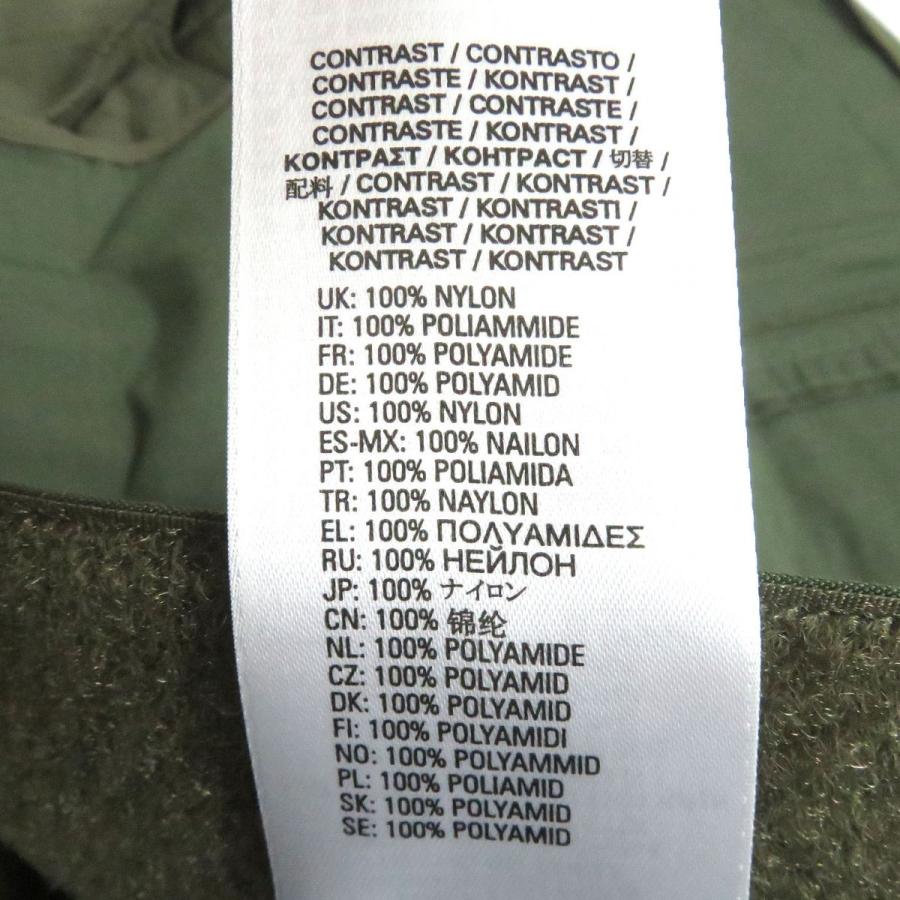 CONTRAST / CONTRASTO /
CONTRASTE / KONTRAST /
CONTRAST / CONTRASTE /
CONTRASTE / KONTRAST /
ΚΟΝΤΡΑΣΤ / КОНТРАСТ / 切替 /
配料 / CONTRAST / KONTRAST /
KONTRAST / KONTRASTI /
KONTRAST / KONTRAST /
KONTRAST / KONTRAST
UK: 100% NYLON
IT: 100% POLIAMMIDE
FR: 100% POLYAMIDE
DE: 100% POLYAMID
US: 100% NYLON
ES-MX: 100% NAILON
PT: 100% POLIAMIDA
TR: 100% NAYLON
EL: 100% ΠΟΛΥΑΜΙΔΕΣ
RU: 100% НЕЙЛОН
JP: 100% ナイロン
CN: 100% 锦纶
NL: 100% POLYAMIDE
CZ: 100% POLYAMID
DK: 100% POLYAMID
FI: 100% POLYAMIDI
NO: 100% POLYAMMID
PL: 100% POLIAMID
SK: 100% POLYAMID
SE: 100% POLYAMID